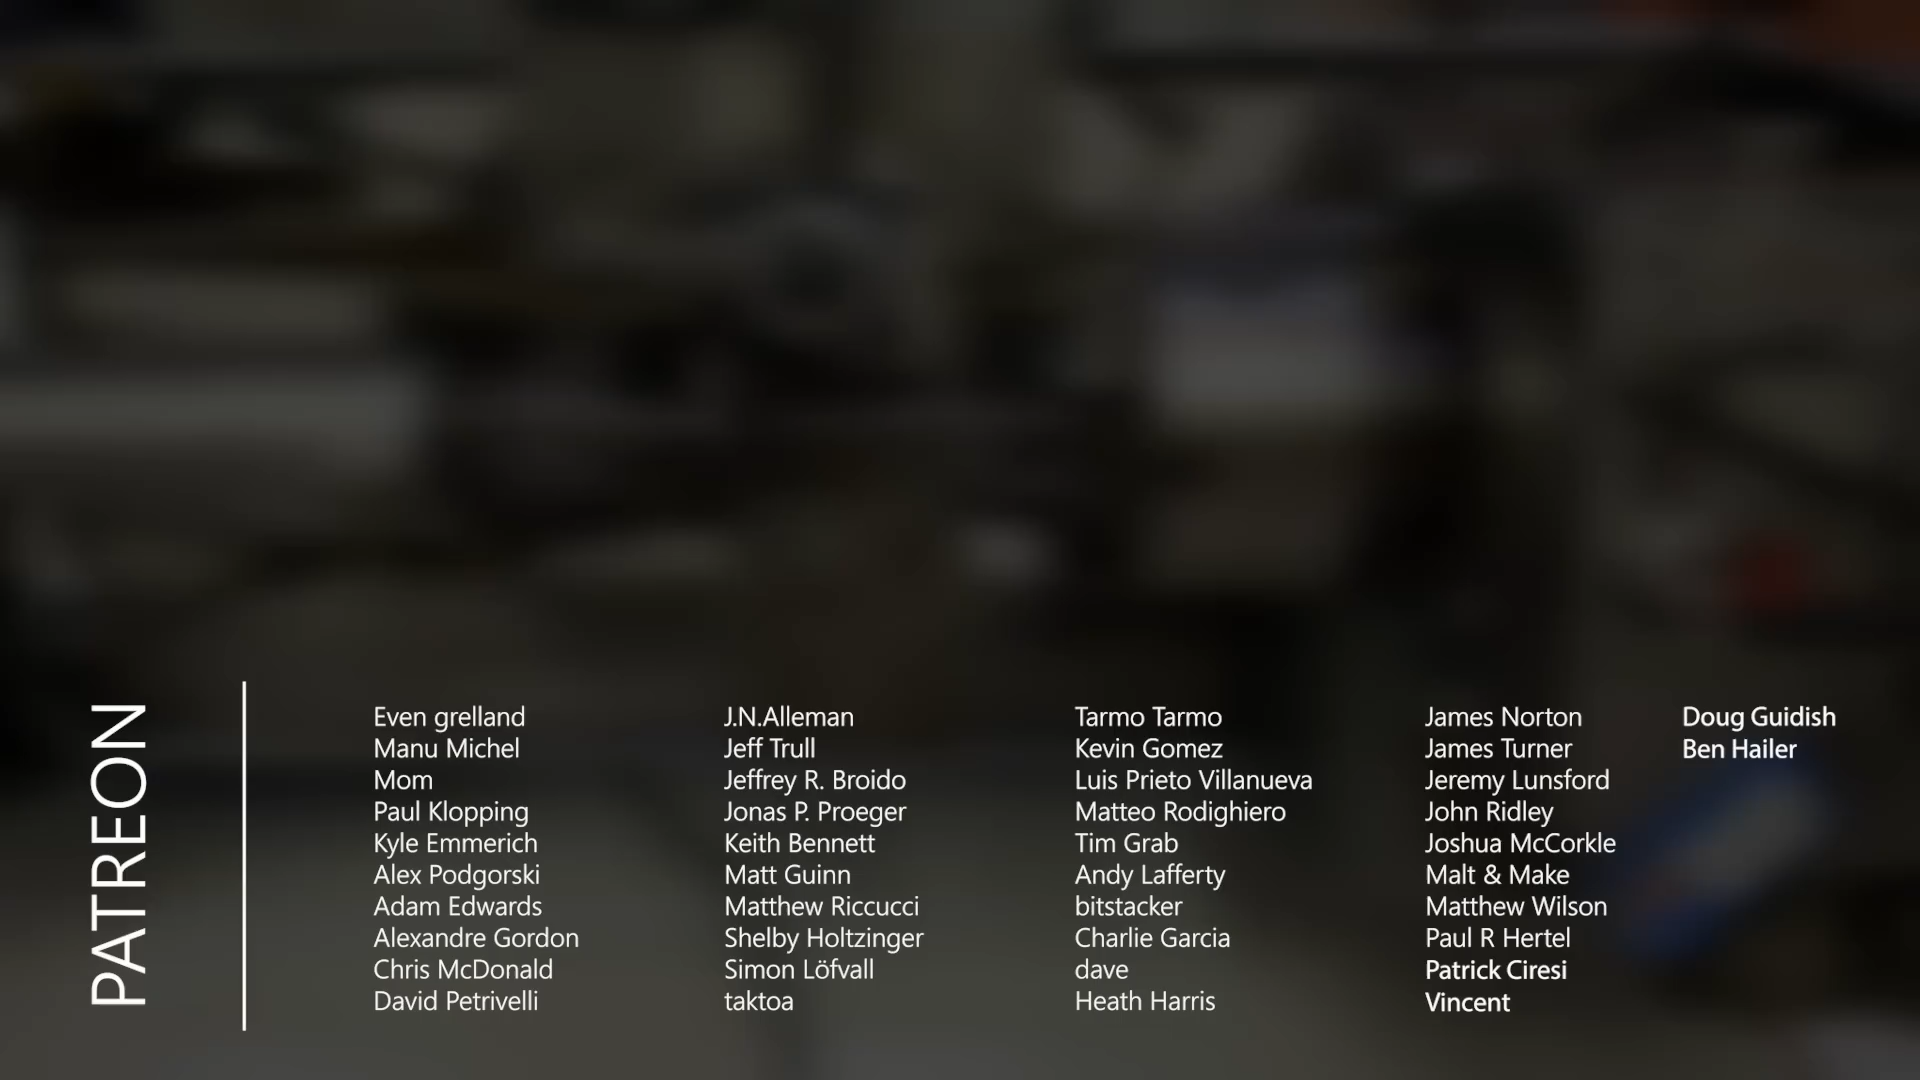 PATREON
Even grelland
Manu Michel
Mom
Paul Klopping
Kyle Emmerich
Alex Podgorski
Adam Edwards
Alexandre Gordon
Chris McDonald
David Petrivelli
J.N.Alleman
Jeff Trull
Jeffrey R. Broido
Jonas P. Proeger
Keith Bennett
Matt Guinn
Matthew Riccucci
Shelby Holtzinger
Simon Löfvall
taktoa
Tarmo Tarmo
Kevin Gomez
Luis Prieto Villanueva
Matteo Rodighiero
Tim Grab
Andy Lafferty
bitstacker
Charlie Garcia
dave
Heath Harris
James Norton
James Turner
Jeremy Lunsford
John Ridley
Joshua McCorkle
Malt & Make
Matthew Wilson
Paul R Hertel
Patrick Ciresi
Vincent
Doug Guidish
Ben Hailer